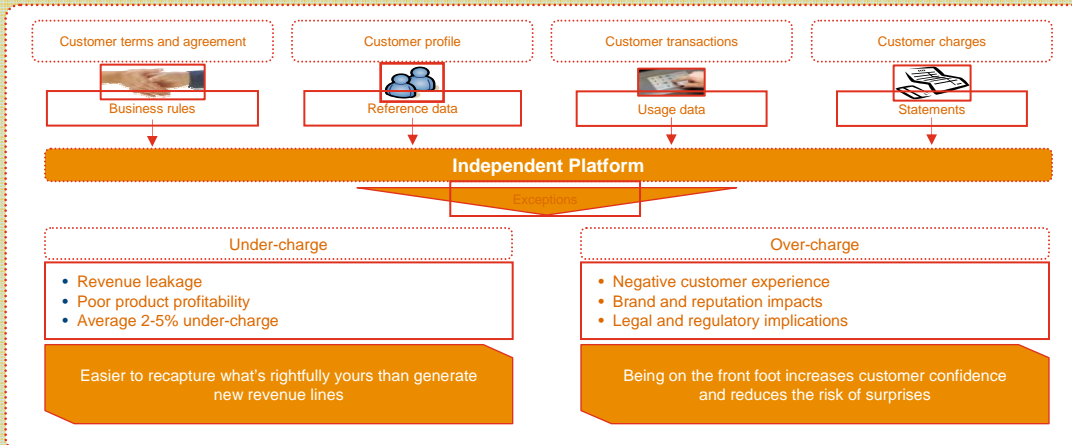 Customer terms and agreement
Customer profile
Customer transactions
Customer charges
Business rules
Reference data
Usage data
Statements
Independent Platform
Exceptions
Under-charge
• Revenue leakage
• Poor product profitability
• Average 2-5% under-charge
Easier to recapture what's rightfully yours than generate
new revenue lines
Over-charge
• Negative customer experience
• Brand and reputation impacts
• Legal and regulatory implications
Being on the front foot increases customer confidence
and reduces the risk of surprises